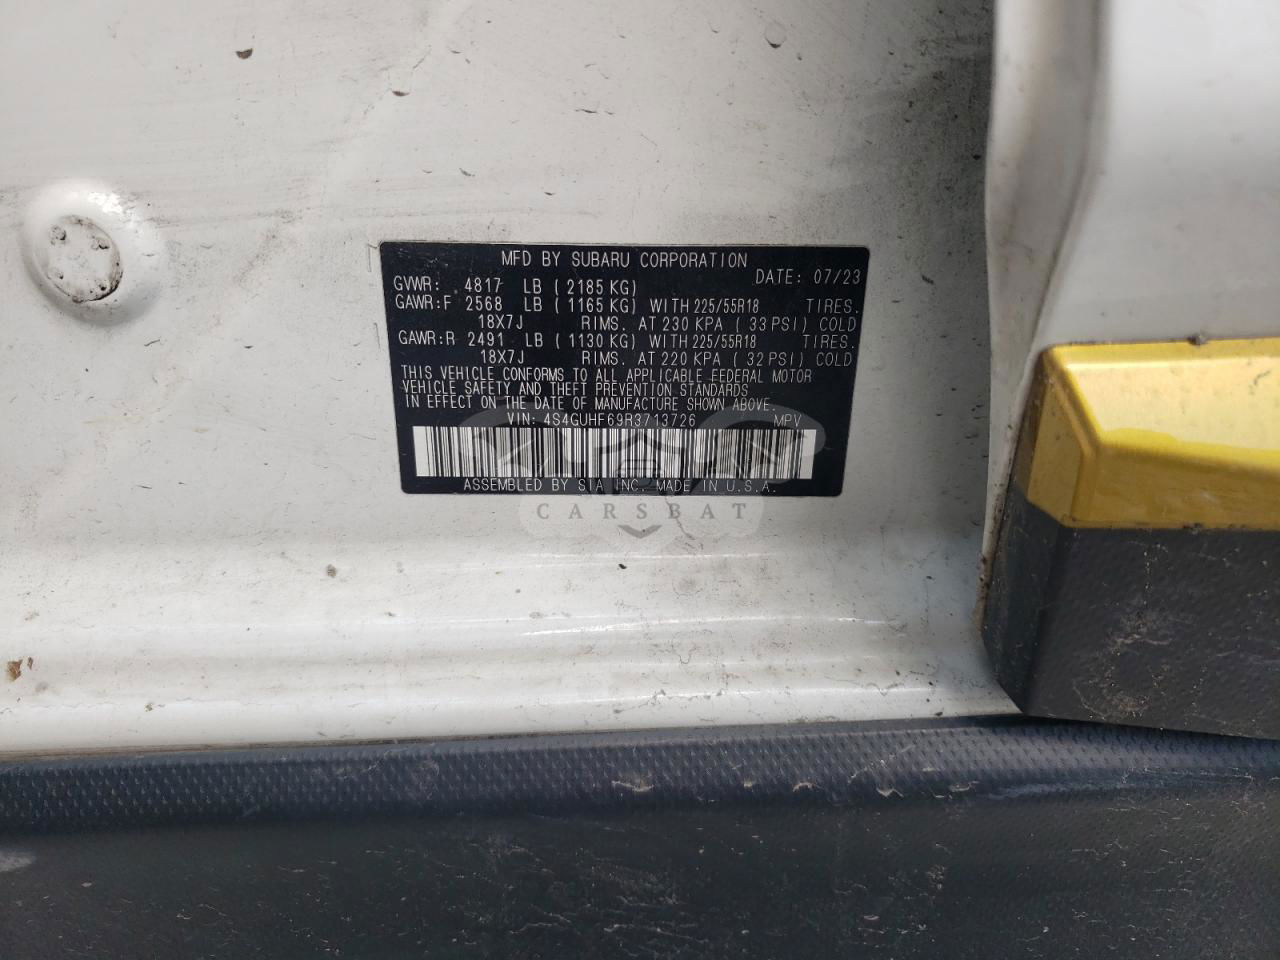 MFD BY SUBARU CORPORATION
DATE: 07/23
GVWR: 4817 LB ( 2185 KG)
GAWR:F 2568 LB ( 1165 KG) WITH 225/55R18 TIRES.
18X7J RIMS. AT 230 KPA ( 33 PSI) COLD
GAWR:R 2491 LB ( 1130 KG) WITH 225/55R18 TIRES.
18X7J RIMS. AT 220 KPA ( 32 PSI) COLD
THIS VEHICLE CONFORMS TO ALL APPLICABLE FEDERAL MOTOR
VEHICLE SAFETY AND THEFT PREVENTION STANDARDS
IN EFFECT ON THE DATE OF MANUFACTURE SHOWN ABOVE.
VIN: 4S4GUHF69R3713726 MPV
ASSEMBLED BY SIA INC. MADE IN U.S.A.
CARSBAT